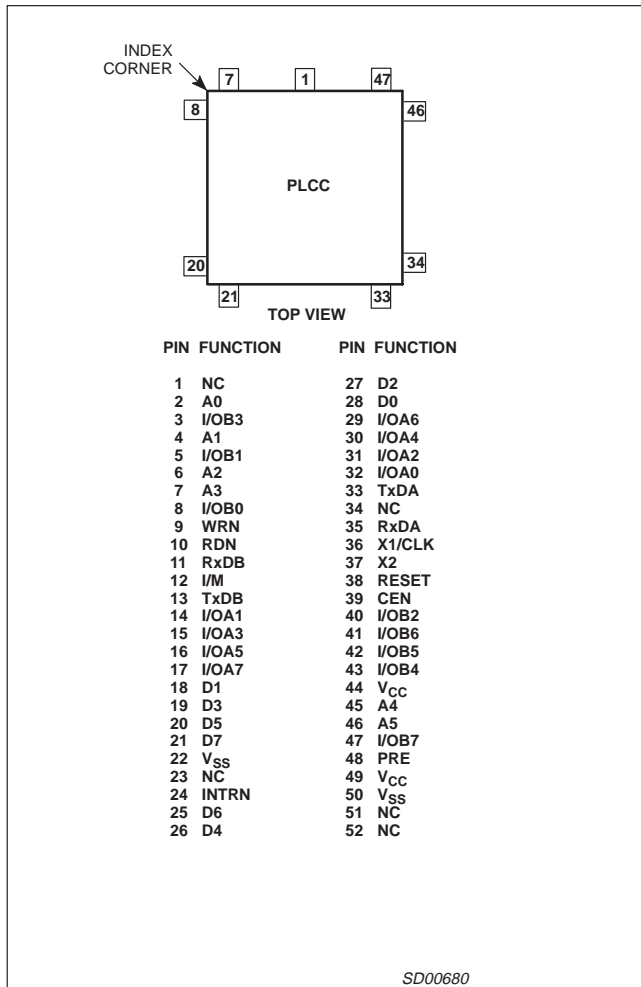 INDEX
CORNER
7 1 47
8 46
PLCC
20 34
21 33
TOP VIEW
PIN FUNCTION PIN FUNCTION
1 NC 27 D2
2 A0 28 D0
3 I/OB3 29 I/OA6
4 A1 30 I/OA4
5 I/OB1 31 I/OA2
6 A2 32 I/OA0
7 A3 33 TxDA
8 I/OB0 34 NC
9 WRN 35 RxDA
10 RDN 36 X1/CLK
11 RxDB 37 X2
12 I/M 38 RESET
13 TxDB 39 CEN
14 I/OA1 40 I/OB2
15 I/OA3 41 I/OB6
16 I/OA5 42 I/OB5
17 I/OA7 43 I/OB4
18 D1 44 VCC
19 D3 45 A4
20 D5 46 A5
21 D7 47 I/OB7
22 VSS 48 PRE
23 NC 49 VCC
24 INTRN 50 VSS
25 D6 51 NC
26 D4 52 NC
SD00680